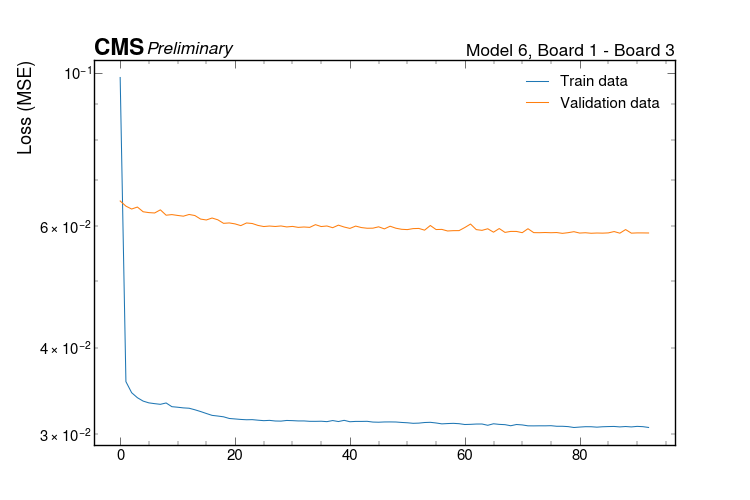 CMS Preliminary Model 6, Board 1 - Board 3
Loss (MSE)
Train data
Validation data
10⁻¹
6 × 10⁻²
4 × 10⁻²
3 × 10⁻²
0 20 40 60 80